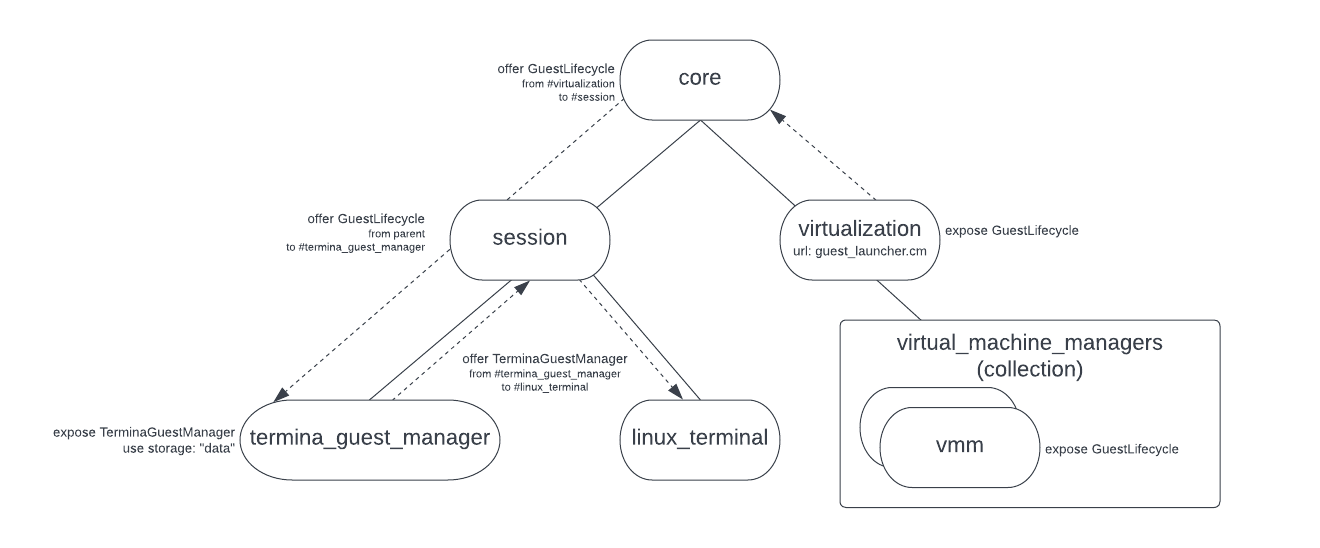 offer GuestLifecycle
from #virtualization
to #session
core
offer GuestLifecycle
from parent
to #termina_guest_manager
session
virtualization
url: guest_launcher.cm
expose GuestLifecycle
offer TerminaGuestManager
from #termina_guest_manager
to #linux_terminal
virtual_machine_managers
(collection)
expose TerminaGuestManager
use storage: "data"
termina_guest_manager
linux_terminal
vmm
expose GuestLifecycle